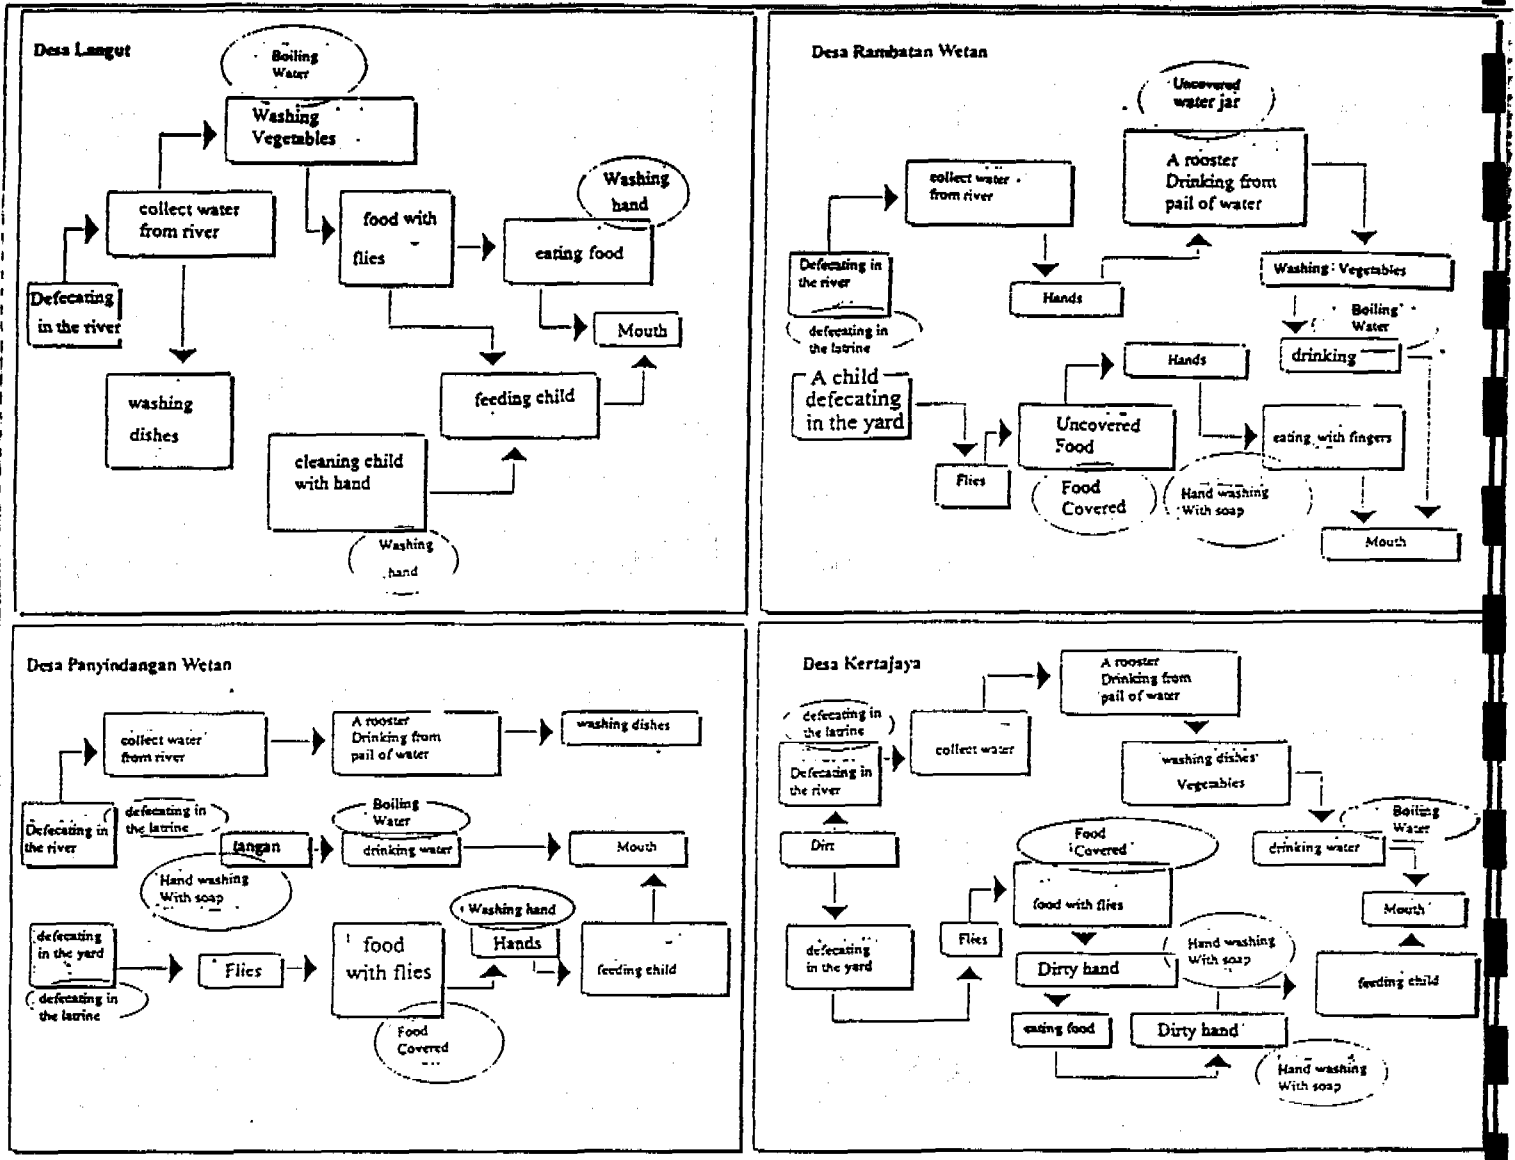 Desa Langut
Boiling
Water
Washing
Vegetables
Washing
hand
collect water
from river
food with
flies
eating food
Defecating
in the river
Mouth
washing
dishes
feeding child
cleaning child
with hand
Washing
hand
Desa Rambatan Wetan
Uncovered
water jar
A rooster
Drinking from
pail of water
collect water
from river
Defecating in
the river
Hands
Washing Vegetables
defecating in
the latrine
Boiling
Water
drinking
Hands
A child
defecating
in the yard
Uncovered
Food
eating with fingers
Flies
Food
Covered
Hand washing
With soap
Mouth
Desa Panyindangan Wetan
collect water
from river
A rooster
Drinking from
pail of water
washing dishes
Defecating in
the river
defecating in
the latrine
Boiling
Water
tangan
drinking water
Mouth
Hand washing
With soap
Washing hand
defecating
in the yard
Flies
food
with flies
Hands
feeding child
defecating in
the latrine
Food
Covered
Desa Kertajaya
A rooster
Drinking from
pail of water
defecating in
the latrine
collect water
Defecating in
the river
washing dishes
Vegetables
Boiling
Water
Dirt
Food
Covered
drinking water
food with flies
Mouth
Flies
defecating
in the yard
Hand washing
With soap
Dirty hand
feeding child
eating food
Dirty hand
Hand washing
With soap